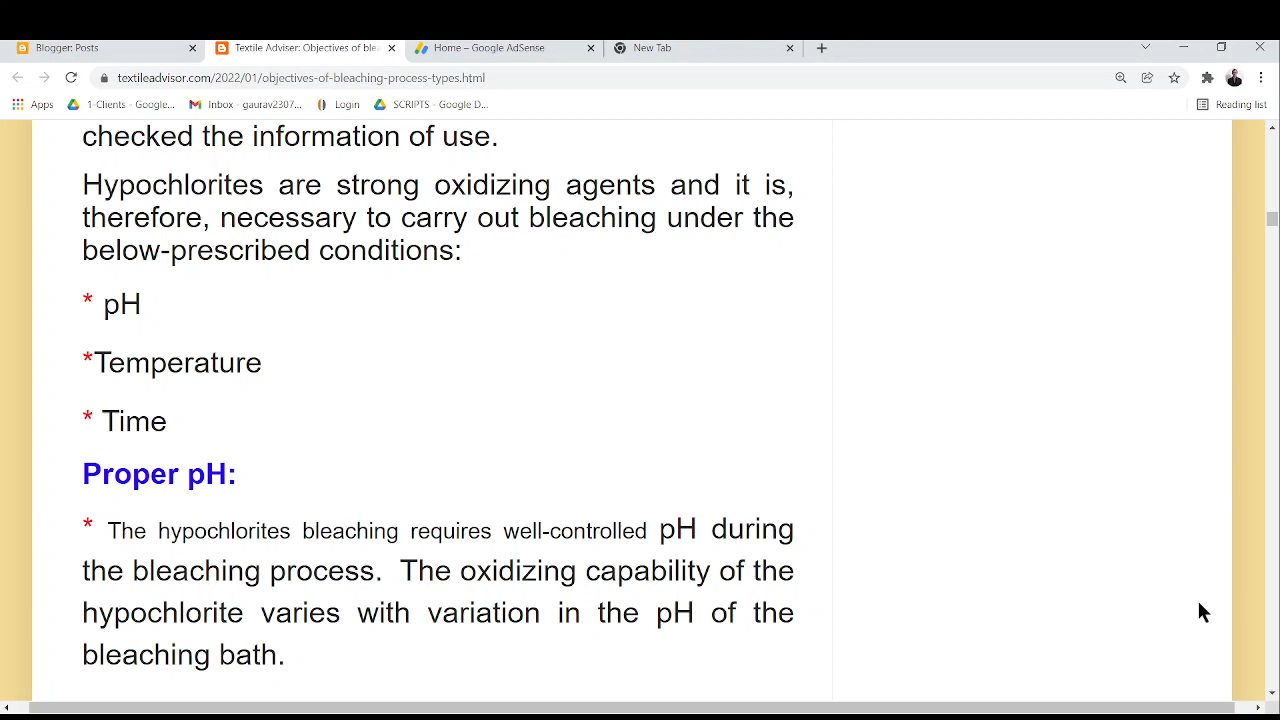 Blogger: Posts
Textile Adviser: Objectives of ble
Home – Google AdSense
New Tab
textileadvisor.com/2022/01/objectives-of-bleaching-process-types.html
Apps
1-Clients - Google...
Inbox - gaurav2307...
Login
SCRIPTS - Google D...
Reading list
checked the information of use.
Hypochlorites are strong oxidizing agents and it is,
therefore, necessary to carry out bleaching under the
below-prescribed conditions:
* pH
*Temperature
* Time
Proper pH:
* The hypochlorites bleaching requires well-controlled pH during
the bleaching process. The oxidizing capability of the
hypochlorite varies with variation in the pH of the
bleaching bath.